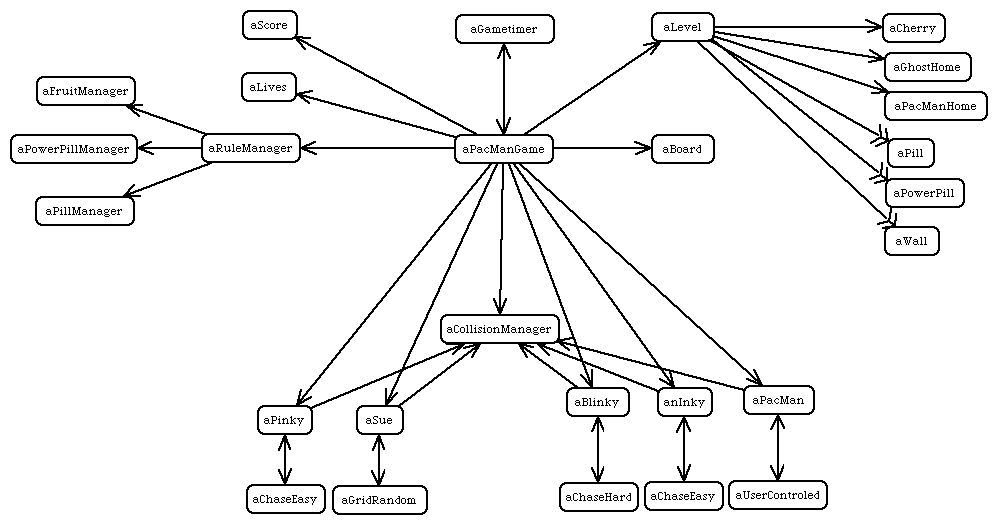 aScore
aGametimer
aLevel
aCherry
aGhostHome
aFruitManager
aLives
aPacManHome
aPowerPillManager
aRuleManager
aPacManGame
aBoard
aPill
aPillManager
aPowerPill
aWall
aCollisionManager
aPinky
aSue
aBlinky
anInky
aPacMan
aChaseEasy
aGridRandom
aChaseHard
aChaseEasy
aUserControled